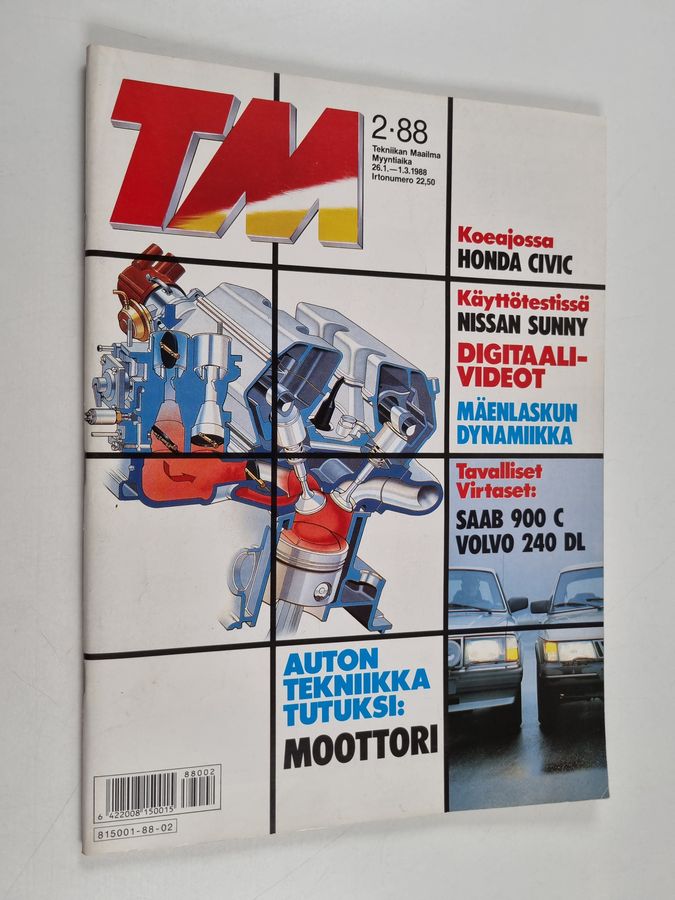 TM
2·88
Tekniikan Maailma
Myyntiaika
26.1.—1.3.1988
Irtonumero 22,50
Koeajossa
HONDA CIVIC
Käyttötestissä
NISSAN SUNNY
DIGITAALI-
VIDEOT
MÄENLASKUN
DYNAMIIKKA
Tavalliset
Virtaset:
SAAB 900 C
VOLVO 240 DL
AUTON
TEKNIIKKA
TUTUKSI:
MOOTTORI
88002
6 422008 150015
815001-88-02